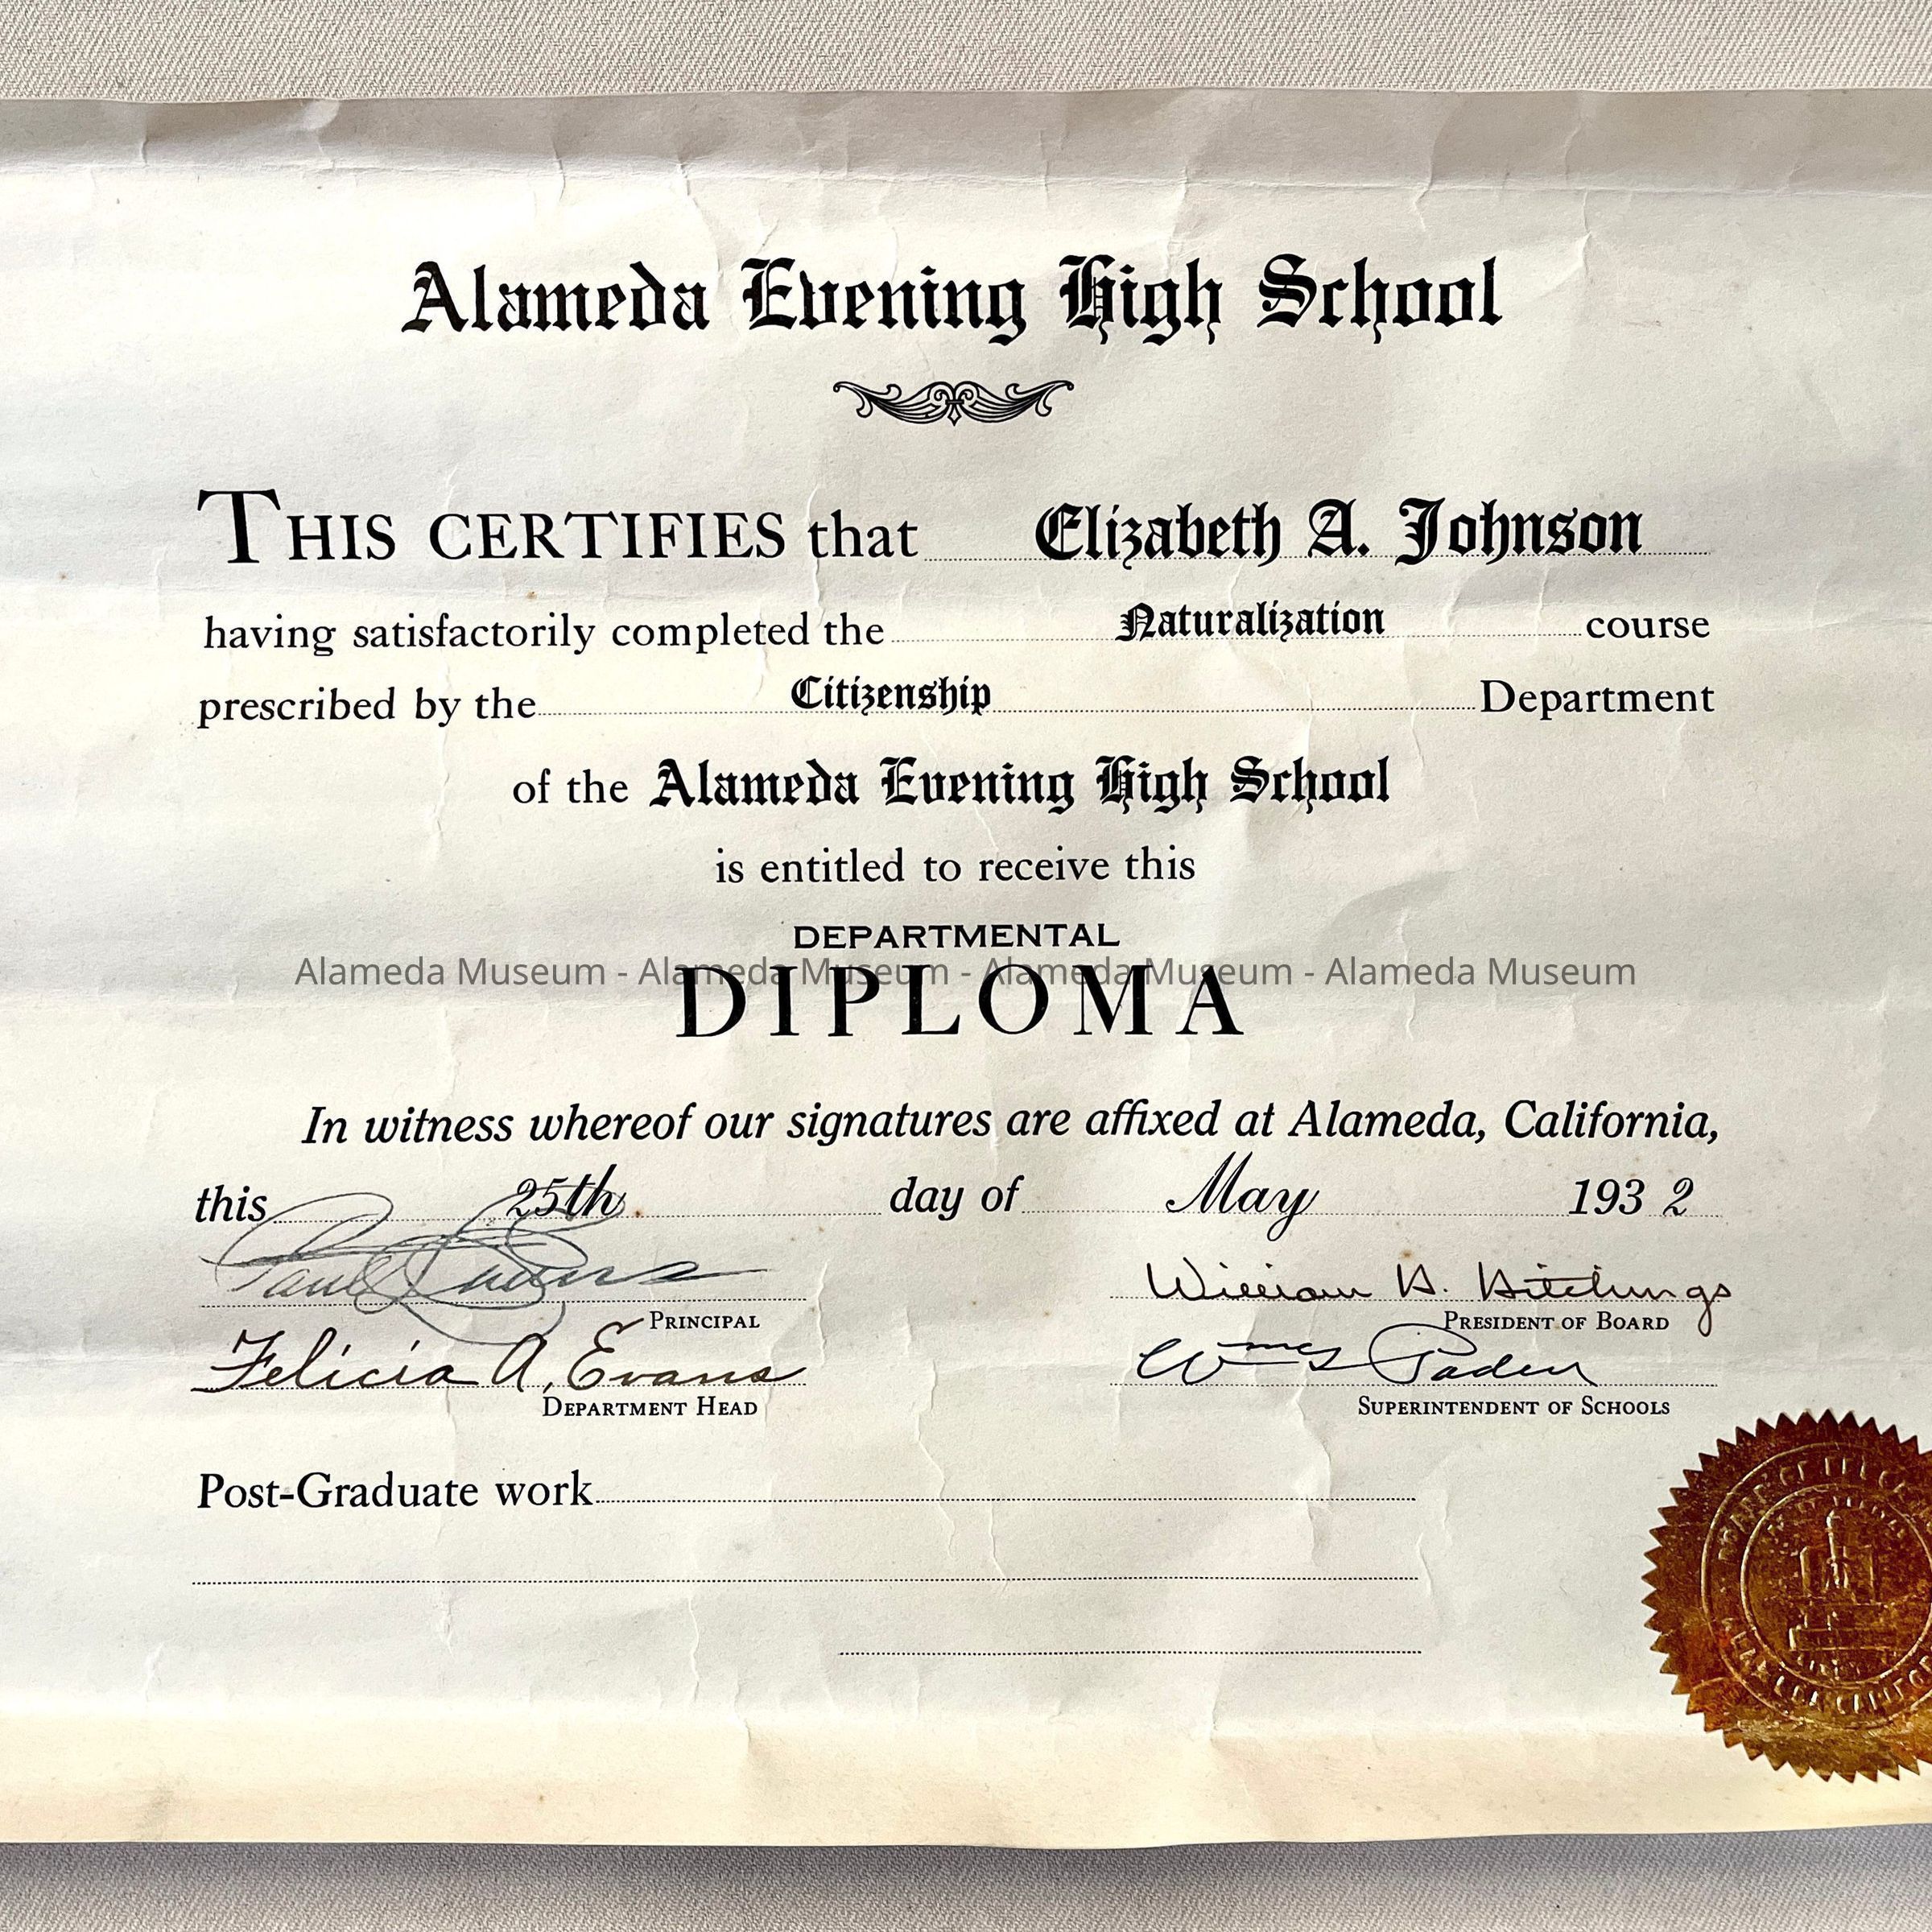 Alameda Evening High School
THIS CERTIFIES that Elizabeth A. Johnson
having satisfactorily completed the Naturalization course
prescribed by the Citizenship Department
of the Alameda Evening High School
is entitled to receive this
DEPARTMENTAL
Alameda Museum - Alameda Museum - Alameda Museum - Alameda Museum
DIPLOMA
In witness whereof our signatures are affixed at Alameda, California,
this 25th day of May 1932
William H. Hitchings
PRINCIPAL PRESIDENT OF BOARD
Felicia A. Evans Paden
DEPARTMENT HEAD SUPERINTENDENT OF SCHOOLS
Post-Graduate work